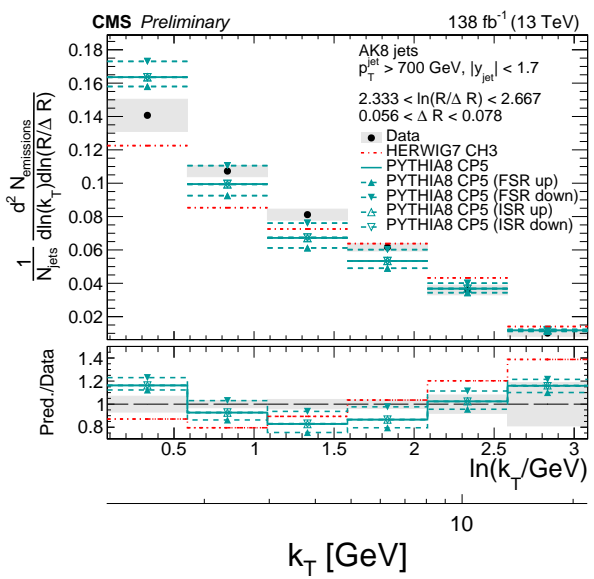 CMS Preliminary 138 fb⁻¹ (13 TeV)
AK8 jets
p_T^jet > 700 GeV, |y_jet| < 1.7
2.333 < ln(R/Δ R) < 2.667
0.056 < Δ R < 0.078
Data
HERWIG7 CH3
PYTHIA8 CP5
PYTHIA8 CP5 (FSR up)
PYTHIA8 CP5 (FSR down)
PYTHIA8 CP5 (ISR up)
PYTHIA8 CP5 (ISR down)
1/N_jets d² N_emissions/dln(k_T)dln(R/Δ R)
0.18
0.16
0.14
0.12
0.1
0.08
0.06
0.04
0.02
Pred./Data
1.4
1.2
1
0.8
0.5 1 1.5 2 2.5 3
ln(k_T/GeV)
10
k_T [GeV]